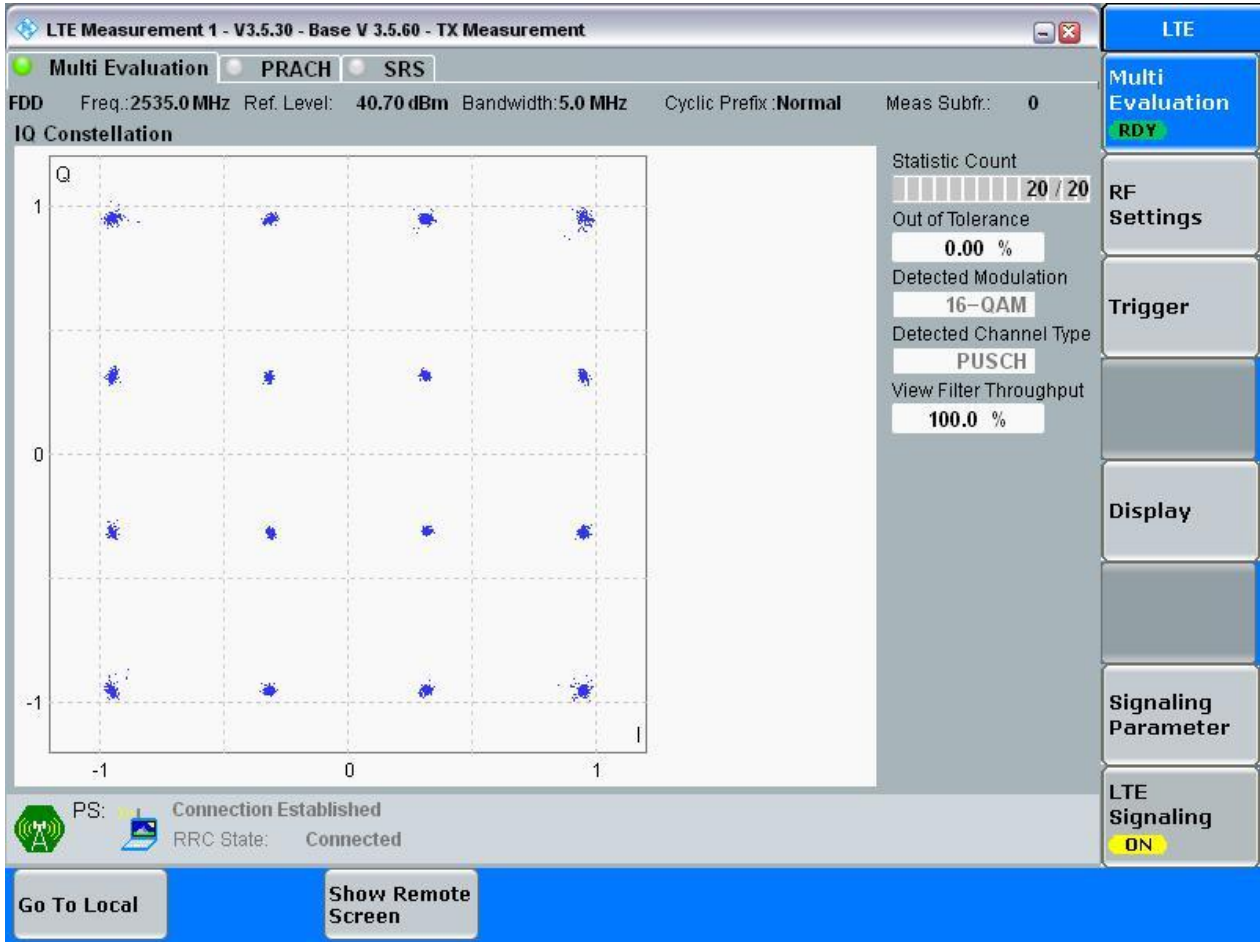 LTE Measurement 1 - V3.5.30 - Base V 3.5.60 - TX Measurement
Multi Evaluation PRACH SRS
FDD Freq.:2535.0 MHz Ref. Level: 40.70 dBm Bandwidth:5.0 MHz Cyclic Prefix :Normal Meas Subfr.: 0
IQ Constellation
Q
1
0
-1
I
-1 0 1
Statistic Count
20 / 20
Out of Tolerance
0.00 %
Detected Modulation
16-QAM
Detected Channel Type
PUSCH
View Filter Throughput
100.0 %
PS: Connection Established
RRC State: Connected
LTE
Multi
Evaluation
RDY
RF
Settings
Trigger
Display
Signaling
Parameter
LTE
Signaling
ON
Go To Local
Show Remote
Screen